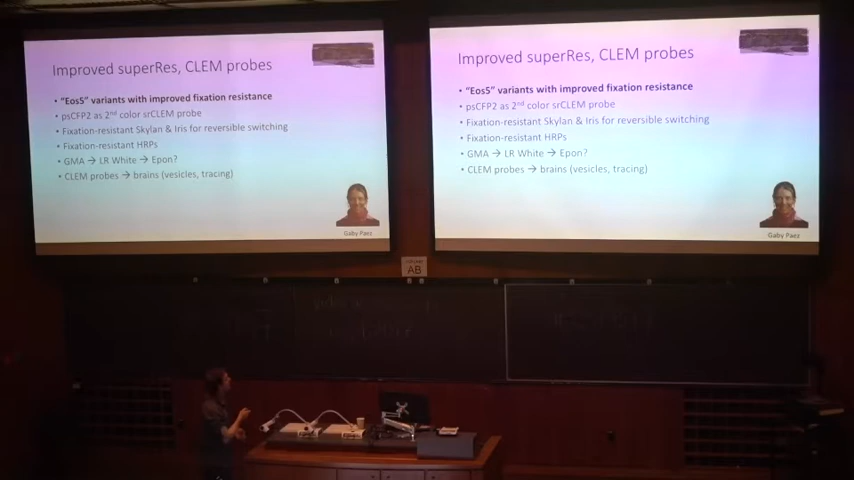 Improved superRes, CLEM probes
• "Eos5" variants with improved fixation resistance
• psCFP2 as 2nd color srCLEM probe
• Fixation-resistant Skylan & Iris for reversible switching
• Fixation-resistant HRPs
• GMA → LR White → Epon?
• CLEM probes → brains (vesicles, tracing)
Gaby Paez
Improved superRes, CLEM probes
• "Eos5" variants with improved fixation resistance
• psCFP2 as 2nd color srCLEM probe
• Fixation-resistant Skylan & Iris for reversible switching
• Fixation-resistant HRPs
• GMA → LR White → Epon?
• CLEM probes → brains (vesicles, tracing)
Gaby Paez
AB